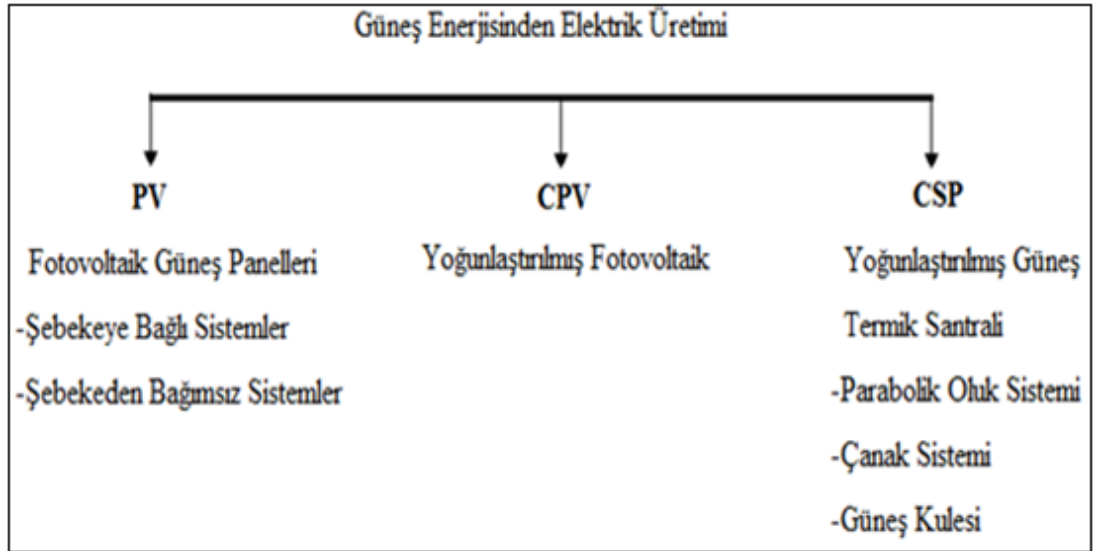 Güneş Enerjisinden Elektrik Üretimi
PV
Fotovoltaik Güneş Panelleri
-Şebekeye Bağlı Sistemler
-Şebekeden Bağımsız Sistemler
CPV
Yoğunlaştırılmış Fotovoltaik
CSP
Yoğunlaştırılmış Güneş
Termik Santrali
-Parabolik Oluk Sistemi
-Çanak Sistemi
-Güneş Kulesi